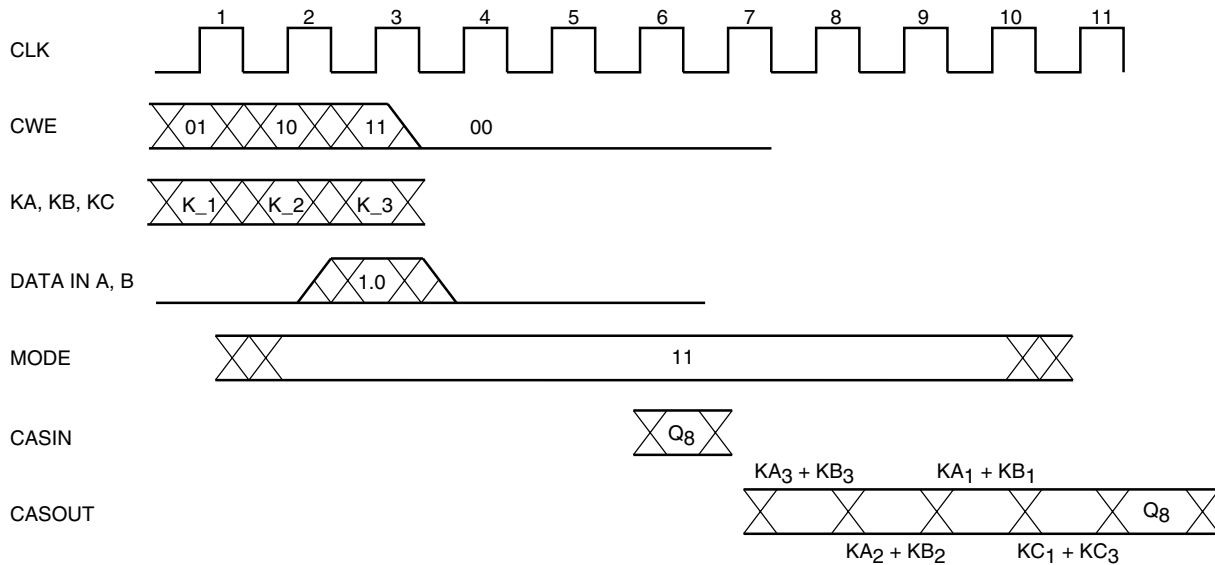 1 2 3 4 5 6 7 8 9 10 11
CLK
CWE 01 10 11 00
KA, KB, KC K_1 K_2 K_3
DATA IN A, B 1.0
MODE 11
CASIN Q8
KA3 + KB3 KA1 + KB1
CASOUT Q8
KA2 + KB2 KC1 + KC3